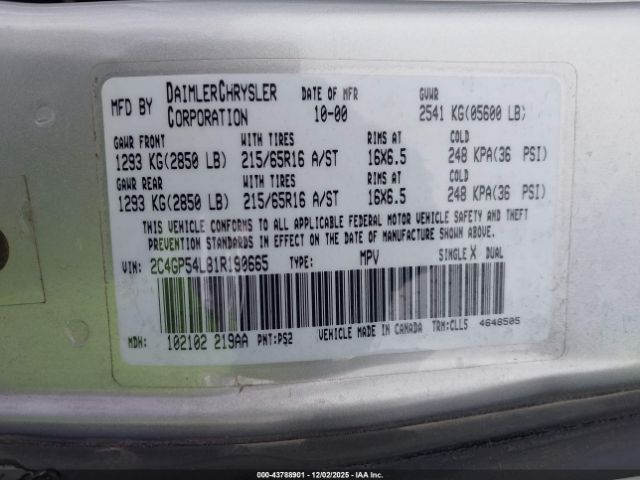 MFD BY DAIMLERCHRYSLER CORPORATION DATE OF MFR 10-00 GVWR 2541 KG(05600 LB)
GAWR FRONT WITH TIRES RIMS AT COLD
1293 KG(2850 LB) 215/65R16 A/ST 16X6.5 248 KPA(36 PSI)
GAWR REAR WITH TIRES RIMS AT COLD
1293 KG(2850 LB) 215/65R16 A/ST 16X6.5 248 KPA(36 PSI)
THIS VEHICLE CONFORMS TO ALL APPLICABLE FEDERAL MOTOR VEHICLE SAFETY AND THEFT
PREVENTION STANDARDS IN EFFECT ON THE DATE OF MANUFACTURE SHOWN ABOVE.
VIN: 2C4GP54L81R190665 TYPE: MPV SINGLE X DUAL
MDH: 102102 219AA PNT:PS2 VEHICLE MADE IN CANADA TRM:CLL5 4648505
000-43788901 - 12/02/2025 - IAAI.COM